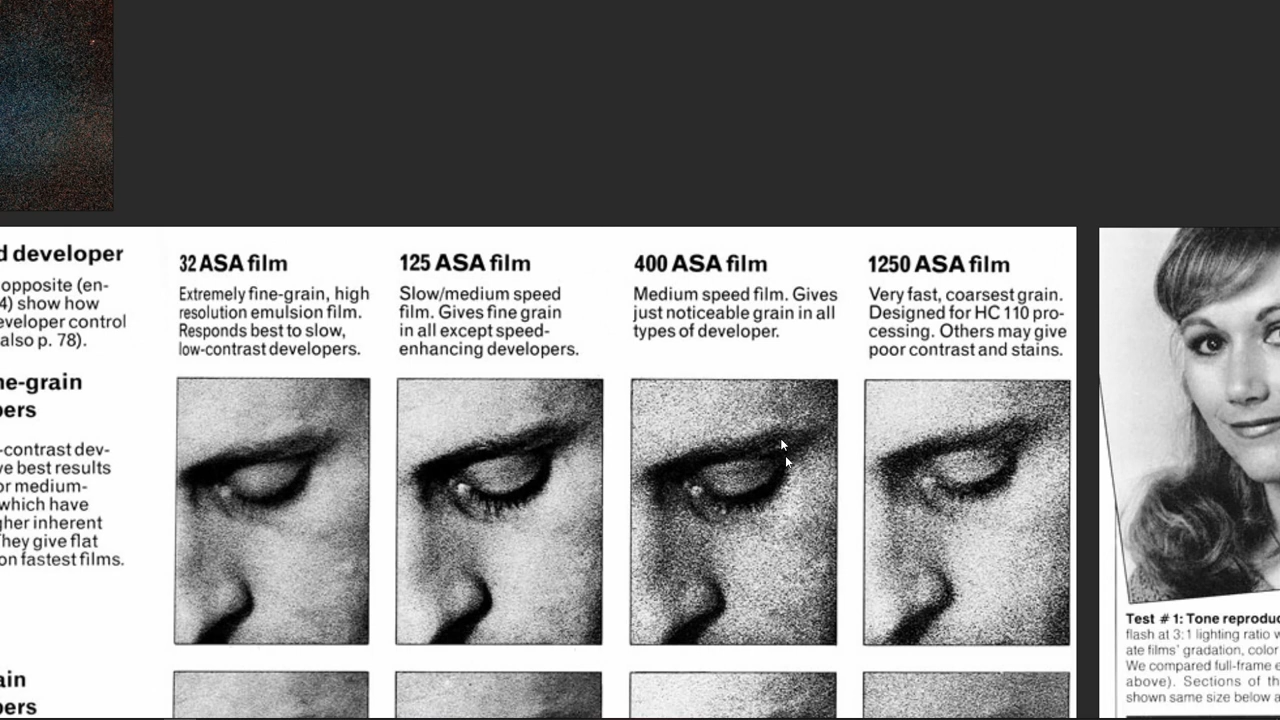 d developer
opposite (en-
4) show how
eveloper control
also p. 78).
ne-grain
pers
-contrast dev-
ve best results
or medium-
which have
gher inherent
They give flat
on fastest films.
ain
pers
32 ASA film
Extremely fine-grain, high
resolution emulsion film.
Responds best to slow,
low-contrast developers.
125 ASA film
Slow/medium speed
film. Gives fine grain
in all except speed-
enhancing developers.
400 ASA film
Medium speed film. Gives
just noticeable grain in all
types of developer.
1250 ASA film
Very fast, coarsest grain.
Designed for HC 110 pro-
cessing. Others may give
poor contrast and stains.
Test # 1: Tone reproduc
flash at 3:1 lighting ratio w
ate films' gradation, color
We compared full-frame e
above). Sections of th
shown same size below a